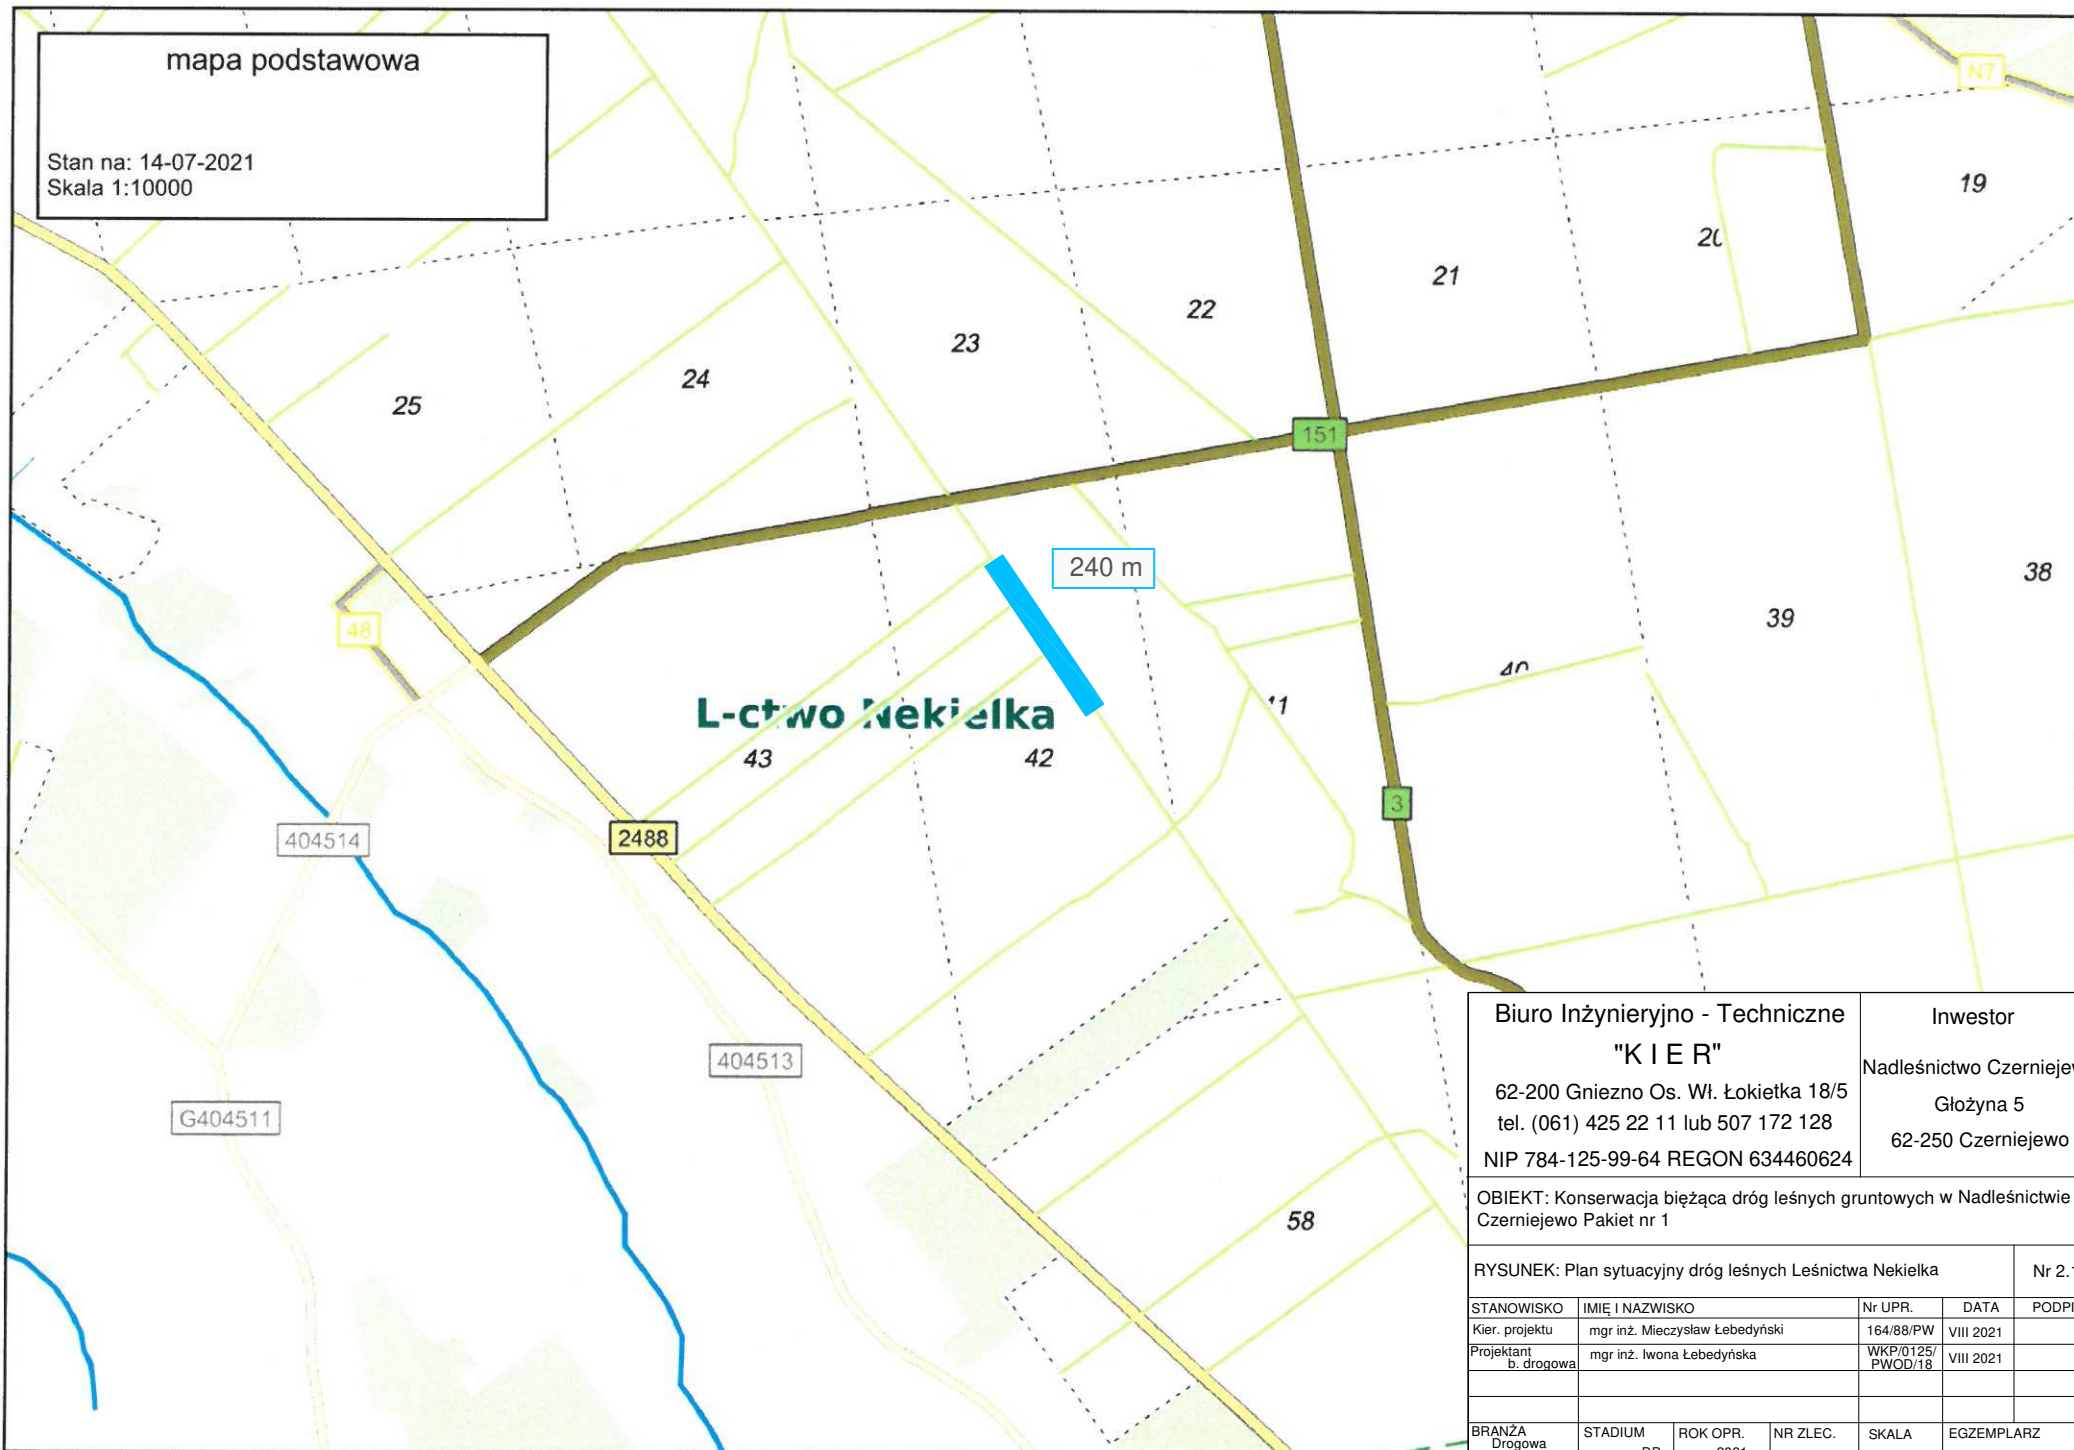 mapa podstawowa
Stan na: 14-07-2021
Skala 1:10000
N7
19
20
21
22
23
24
25
151
240 m
38
39
40
48
L-ctwo Nekielka
43
42
3
404514
2488
404513
G404511
58
Biuro Inżynieryjno - Techniczne
"K I E R"
62-200 Gniezno Os. Wł. Łokietka 18/5
tel. (061) 425 22 11 lub 507 172 128
NIP 784-125-99-64 REGON 634460624
Inwestor
Nadleśnictwo Czerniejew
Głożyna 5
62-250 Czerniejewo
OBIEKT: Konserwacja bieżąca dróg leśnych gruntowych w Nadleśnictwie
Czerniejewo Pakiet nr 1
RYSUNEK: Plan sytuacyjny dróg leśnych Leśnictwa Nekielka
Nr 2.
STANOWISKO IMIĘ I NAZWISKO Nr UPR. DATA PODPI
Kier. projektu mgr inż. Mieczysław Łebedyński 164/88/PW VIII 2021
Projektant
b. drogowa
mgr inż. Iwona Łebedyńska
WKP/0125/
PWOD/18
VIII 2021
BRANŻA STADIUM ROK OPR. NR ZLEC. SKALA EGZEMPLARZ
Drogowa